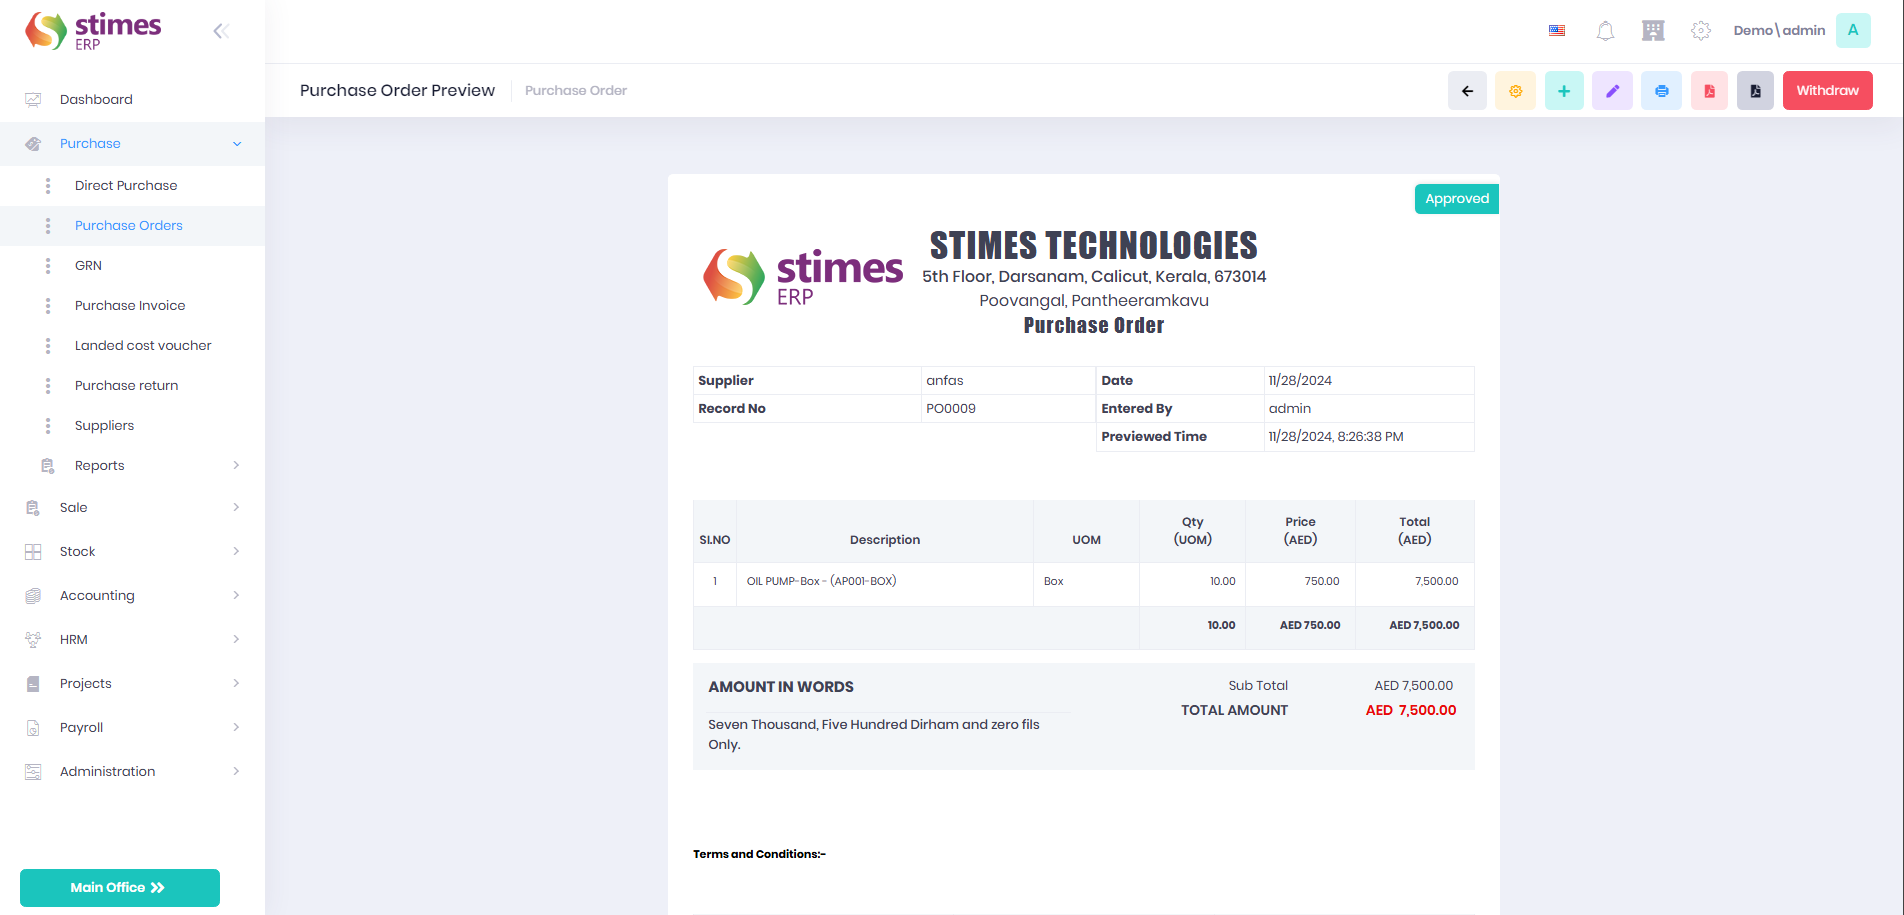 stimes
ERP
Demo\admin
A
Purchase Order Preview
Purchase Order
Withdraw
Dashboard
Purchase
Direct Purchase
Purchase Orders
GRN
Purchase Invoice
Landed cost voucher
Purchase return
Suppliers
Reports
Sale
Stock
Accounting
HRM
Projects
Payroll
Administration
Main Office
Approved
stimes
ERP
STIMES TECHNOLOGIES
5th Floor, Darsanam, Calicut, Kerala, 673014
Poovangal, Pantheeramkavu
Purchase Order
Supplier anfas Date 11/28/2024
Record No PO0009 Entered By admin
Previewed Time 11/28/2024, 8:26:38 PM
SI.NO Description UOM Qty (UOM) Price (AED) Total (AED)
1 OIL PUMP-Box - (AP001-BOX) Box 10.00 750.00 7,500.00
10.00 AED 750.00 AED 7,500.00
AMOUNT IN WORDS
Seven Thousand, Five Hundred Dirham and zero fils
Only.
Sub Total AED 7,500.00
TOTAL AMOUNT AED 7,500.00
Terms and Conditions:-